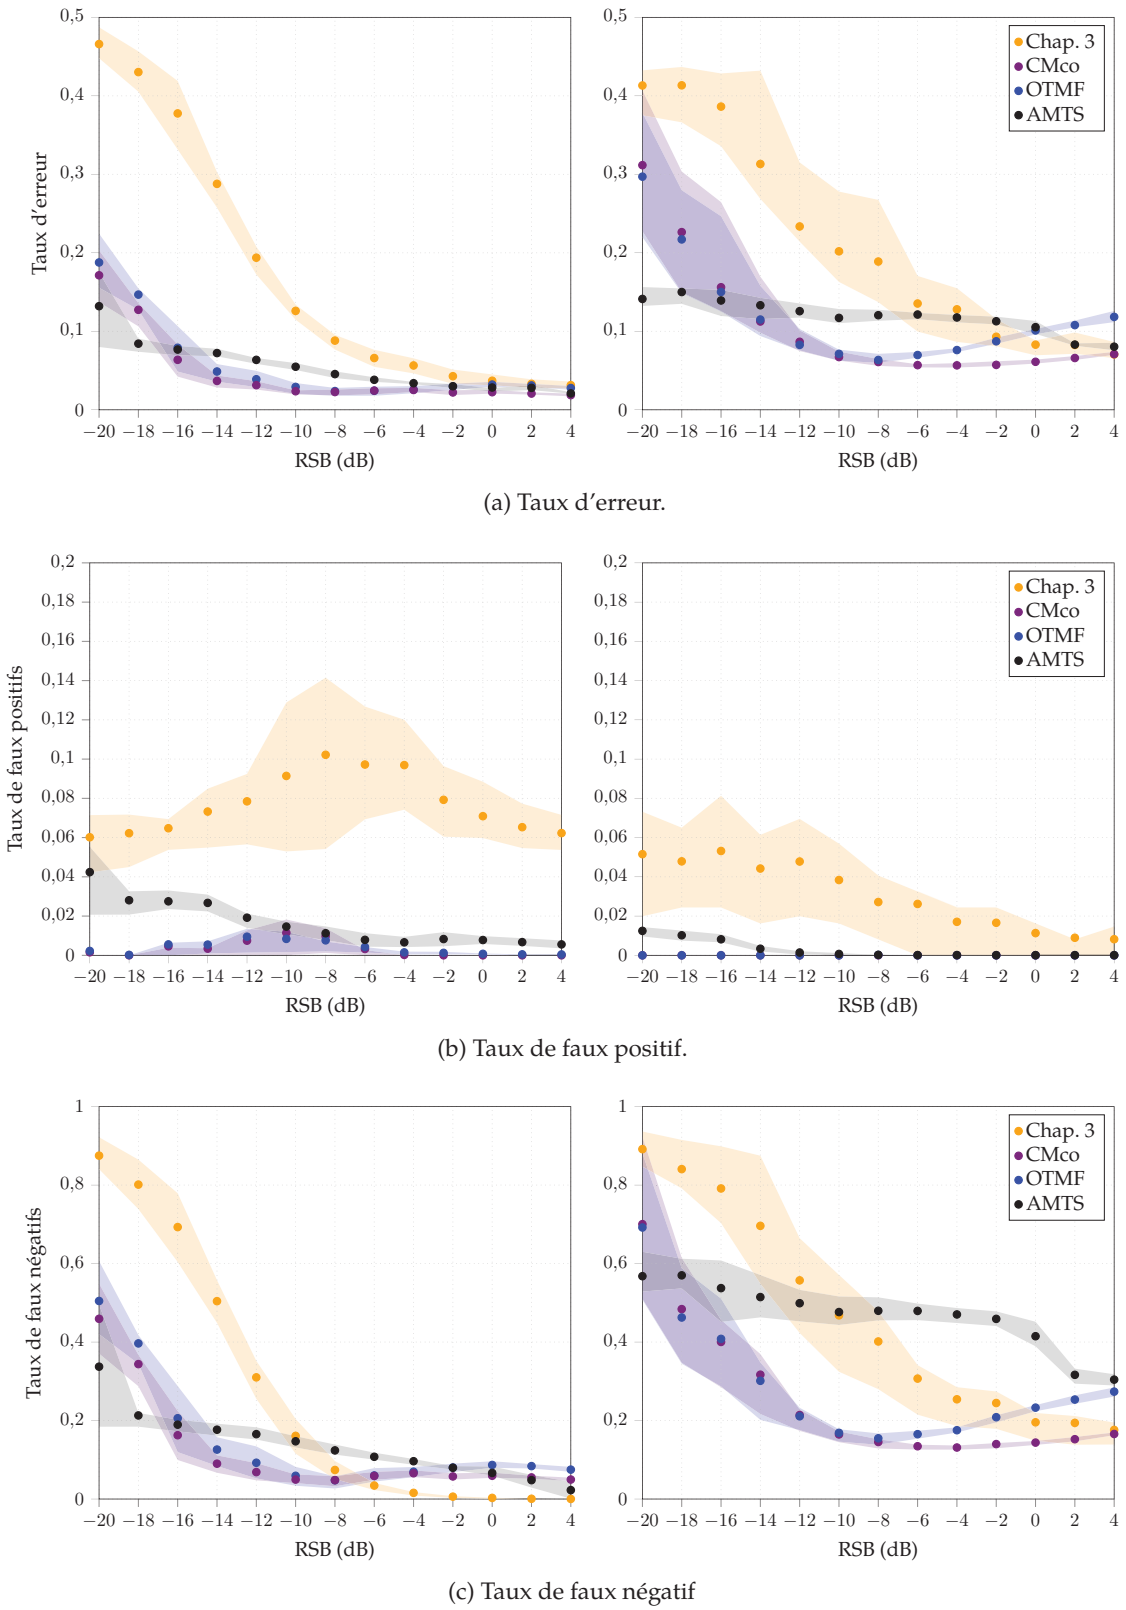 0,5
0,4
0,3
0,2
0,1
0
Taux d'erreur
−20 −18 −16 −14 −12 −10 −8 −6 −4 −2 0 2 4
RSB (dB)
Chap. 3
CMco
OTMF
AMTS
0,5
0,4
0,3
0,2
0,1
0
−20 −18 −16 −14 −12 −10 −8 −6 −4 −2 0 2 4
RSB (dB)
(a) Taux d'erreur.
0,2
0,18
0,16
0,14
0,12
0,1
0,08
0,06
0,04
0,02
0
Taux de faux positifs
−20 −18 −16 −14 −12 −10 −8 −6 −4 −2 0 2 4
RSB (dB)
Chap. 3
CMco
OTMF
AMTS
0,2
0,18
0,16
0,14
0,12
0,1
0,08
0,06
0,04
0,02
0
−20 −18 −16 −14 −12 −10 −8 −6 −4 −2 0 2 4
RSB (dB)
(b) Taux de faux positif.
1
0,8
0,6
0,4
0,2
0
Taux de faux négatifs
−20 −18 −16 −14 −12 −10 −8 −6 −4 −2 0 2 4
RSB (dB)
Chap. 3
CMco
OTMF
AMTS
1
0,8
0,6
0,4
0,2
0
−20 −18 −16 −14 −12 −10 −8 −6 −4 −2 0 2 4
RSB (dB)
(c) Taux de faux négatif